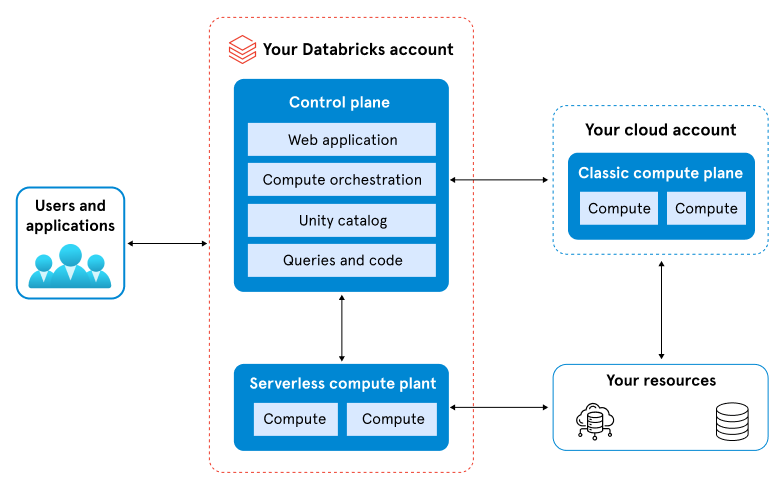 Your Databricks account
Control plane
Web application
Compute orchestration
Unity catalog
Queries and code
Users and
applications
Your cloud account
Classic compute plane
Compute Compute
Serverless compute plant
Compute Compute
Your resources